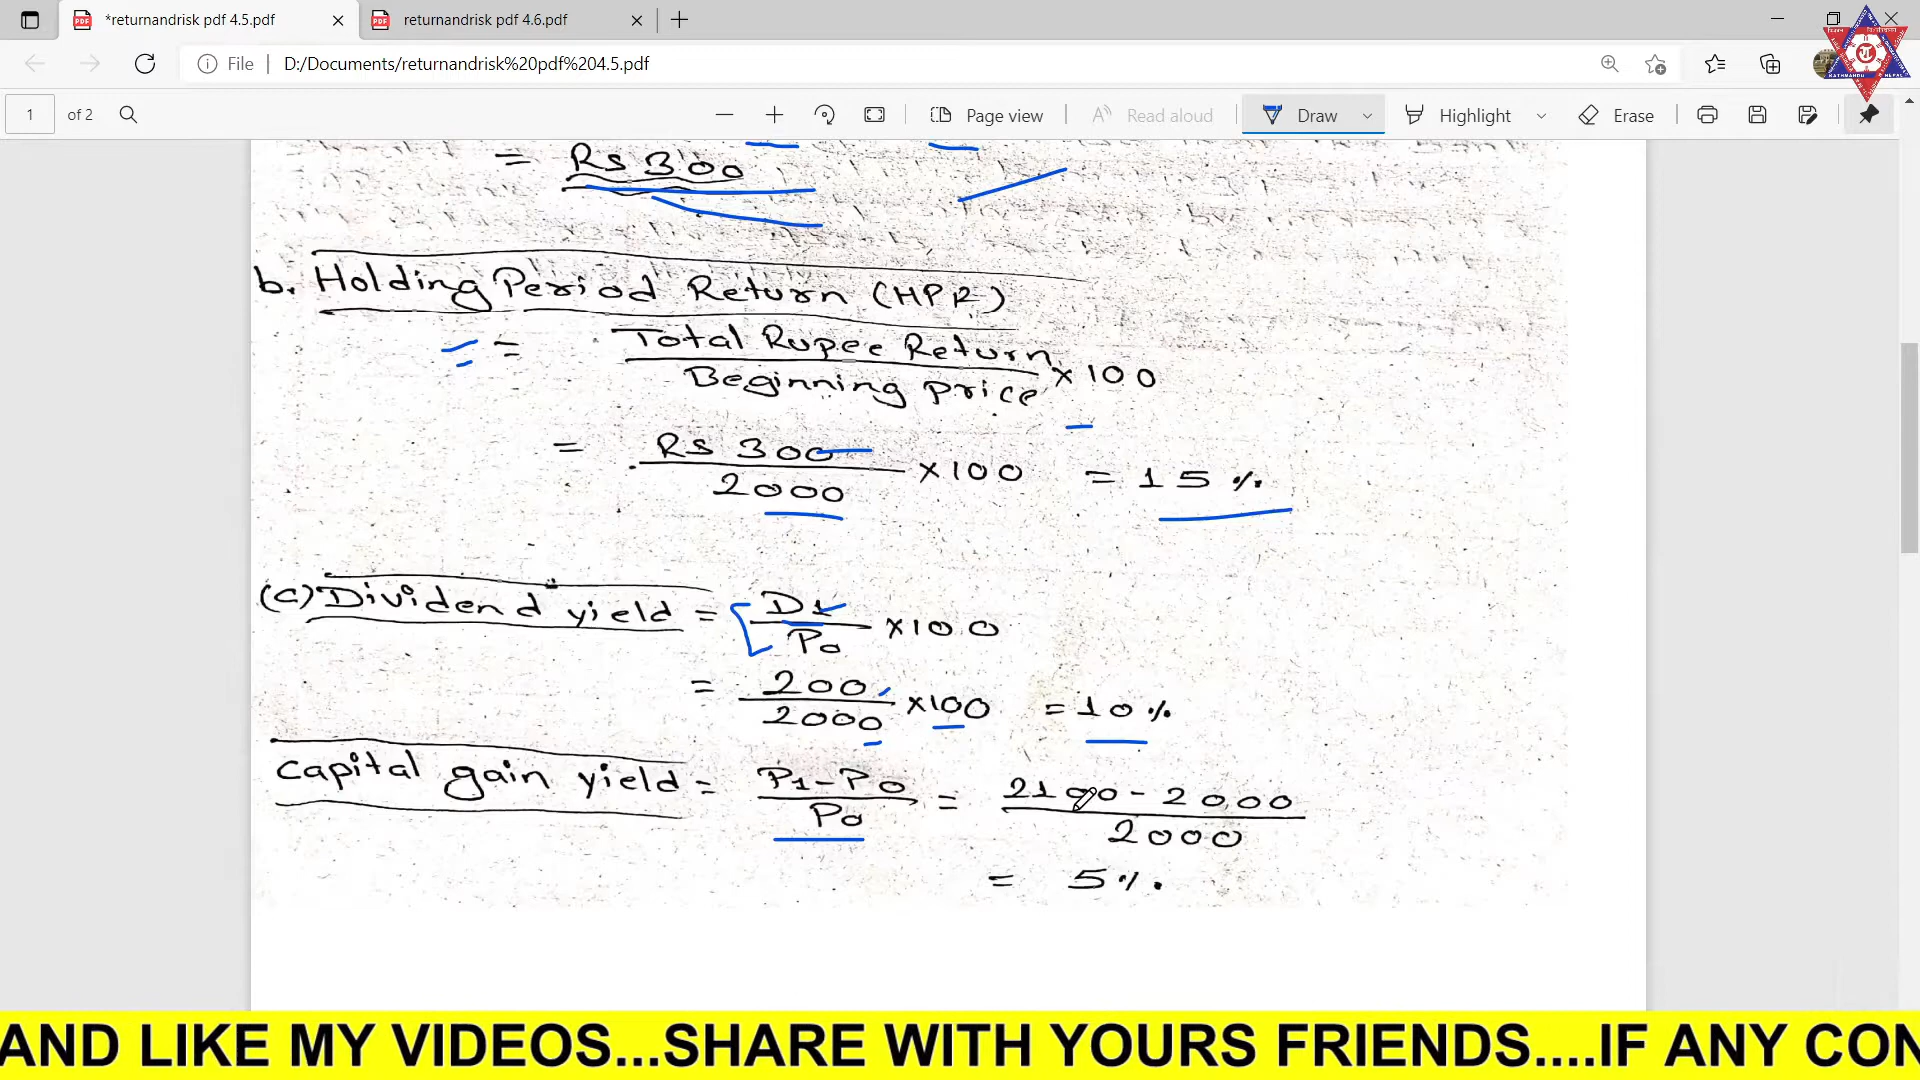 *returnandrisk pdf 4.5.pdf
returnandrisk pdf 4.6.pdf
File
D:/Documents/returnandrisk%20pdf%204.5.pdf
1 of 2
Page view
Read aloud
Draw
Highlight
Erase
= Rs 300
b. Holding Period Return (HPR)
= Total Rupee Return
Beginning Price × 100
= Rs 300
2000 ×100 = 15 %
(c) Dividend yield = D1
P0 ×100
= 200
2000 ×100 = 10 %
Capital gain yield = P1-P0
P0 = 2100 - 2000
2000
= 5%.
AND LIKE MY VIDEOS...SHARE WITH YOURS FRIENDS....IF ANY CON